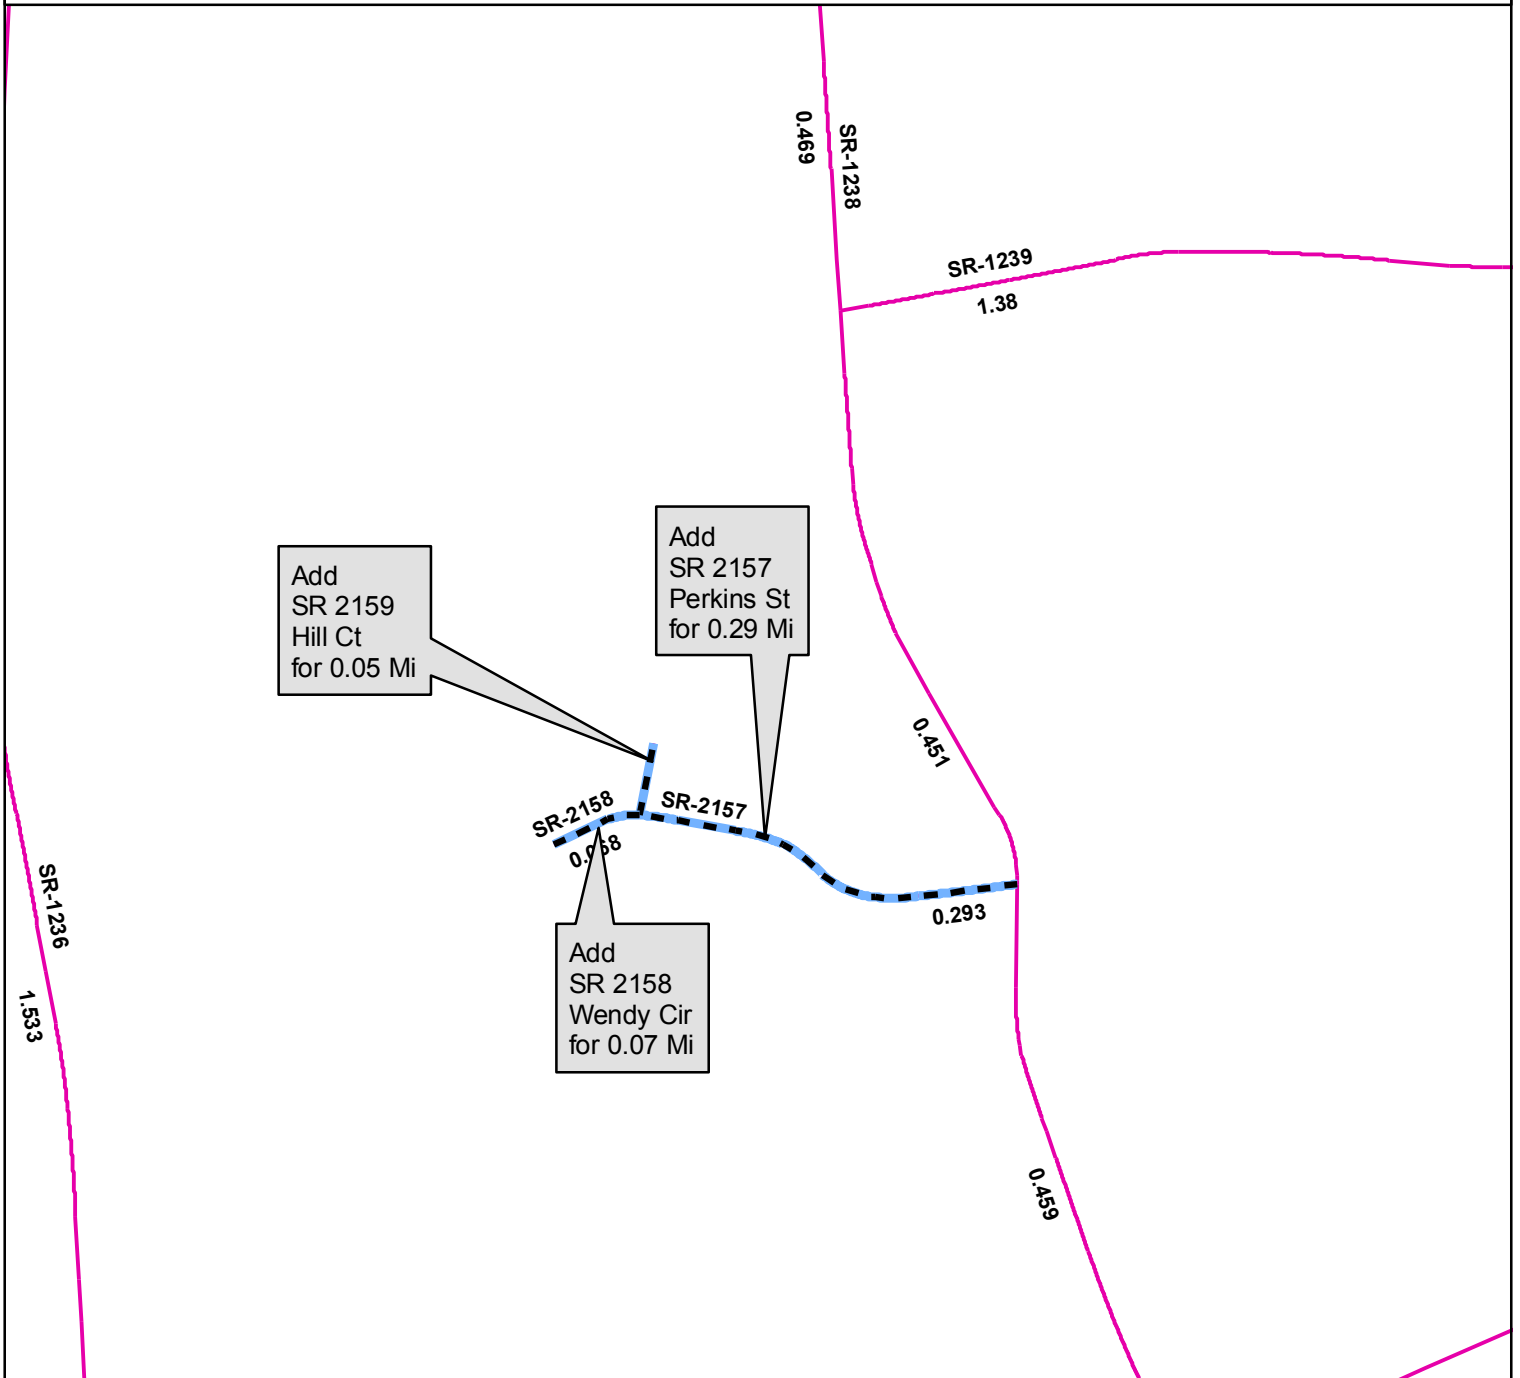 0.469
SR-1238
SR-1239
1.38
Add
SR 2157
Perkins St
for 0.29 Mi
Add
SR 2159
Hill Ct
for 0.05 Mi
0.451
SR-2158
SR-2157
0.068
0.293
SR-1236
1.533
Add
SR 2158
Wendy Cir
for 0.07 Mi
0.459